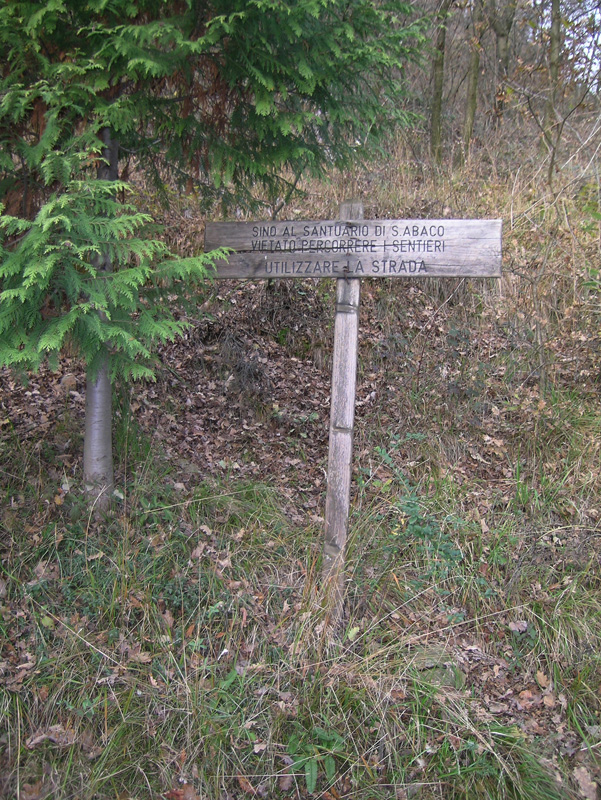 SINO AL SANTUARIO DI S.ABACO
VIETATO PERCORRERE I SENTIERI
UTILIZZARE LA STRADA